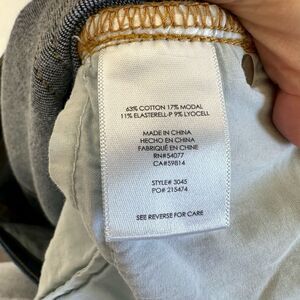 63% COTTON 17% MODAL
11% ELASTERELL-P 9% LYOCELL
MADE IN CHINA
HECHO EN CHINA
FABRIQUÉ EN CHINE
RN#54077
CA#59814
STYLE# 3045
PO# 215474
SEE REVERSE FOR CARE